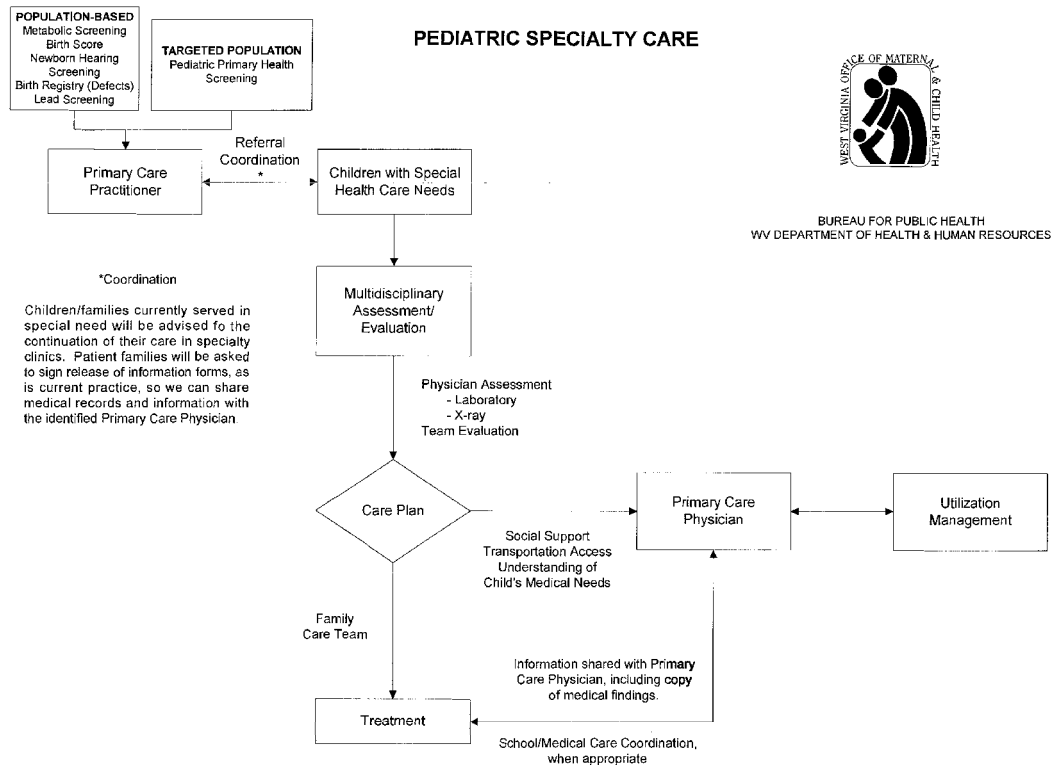 POPULATION-BASED
Metabolic Screening
Birth Score
Newborn Hearing
Screening
Birth Registry (Defects)
Lead Screening
TARGETED POPULATION
Pediatric Primary Health
Screening
PEDIATRIC SPECIALTY CARE
WEST VIRGINIA OFFICE OF MATERNAL & CHILD HEALTH
BUREAU FOR PUBLIC HEALTH
WV DEPARTMENT OF HEALTH & HUMAN RESOURCES
Primary Care
Practitioner
Referral
Coordination
*
Children with Special
Health Care Needs
*Coordination
Children/families currently served in
special need will be advised fo the
continuation of their care in specialty
clinics. Patient families will be asked
to sign release of information forms, as
is current practice, so we can share
medical records and information with
the identified Primary Care Physician.
Multidisciplinary
Assessment/
Evaluation
Physician Assessment
- Laboratory
- X-ray
Team Evaluation
Care Plan
Social Support
Transportation Access
Understanding of
Child's Medical Needs
Primary Care
Physician
Utilization
Management
Family
Care Team
Information shared with Primary
Care Physician, including copy
of medical findings.
Treatment
School/Medical Care Coordination,
when appropriate